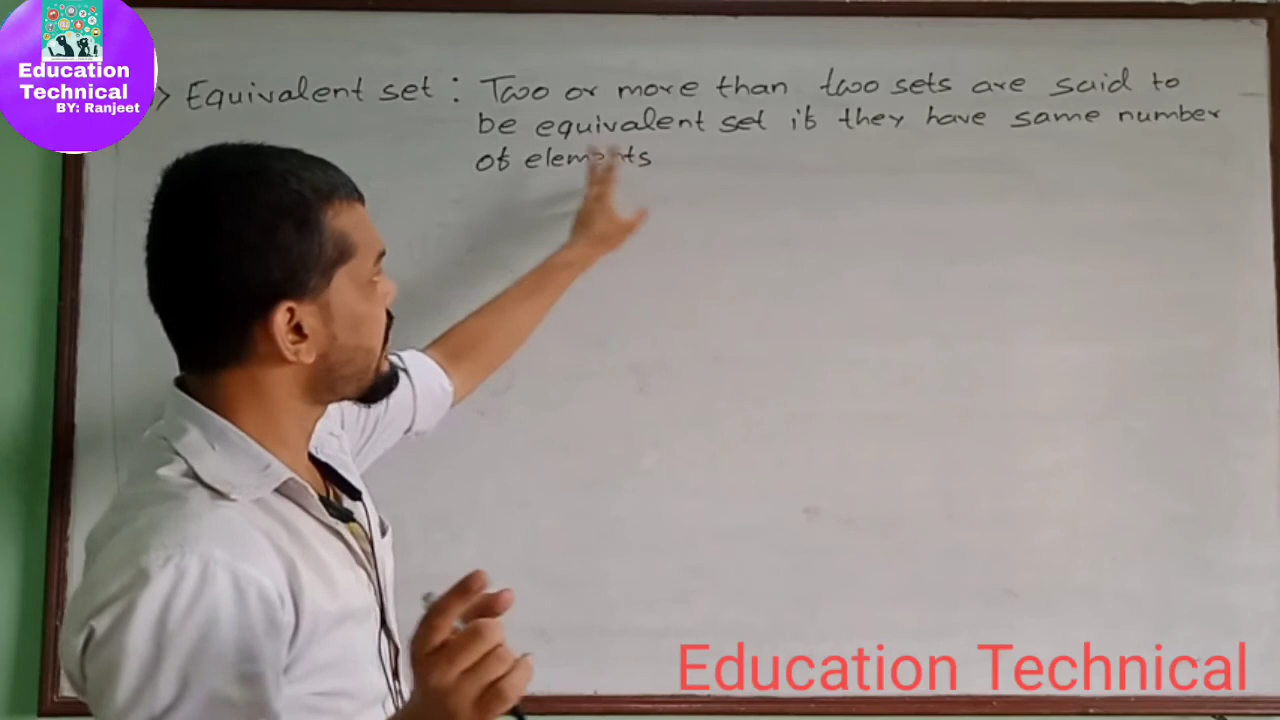 Education
Technical
BY: Ranjeet
> Equivalent set : Two or more than two sets are said to
be equivalent set if they have same number
of elements
Education Technical